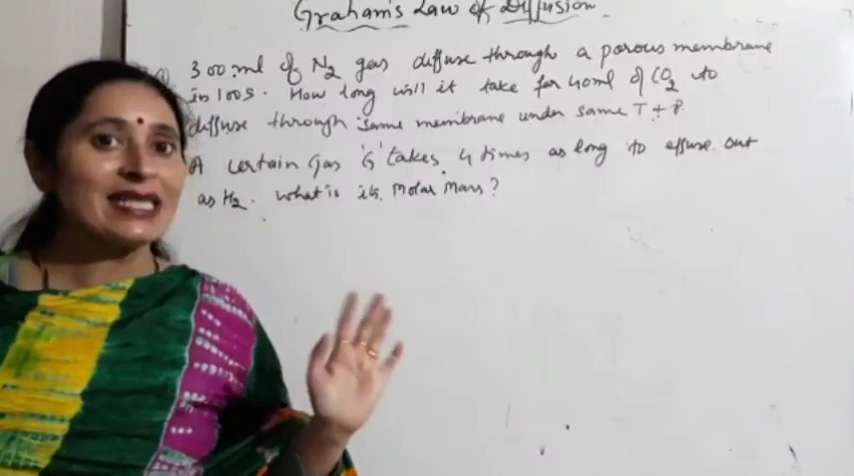 Graham's Law of Diffusion.
300 ml of N2 gas diffuse through a porous membrane
in 100s. How long will it take for 40ml of CO2 to
diffuse through same membrane under same T + P.
A certain gas 'G' takes 4 times as long to effuse out
as H2. What is its Molar Mass?